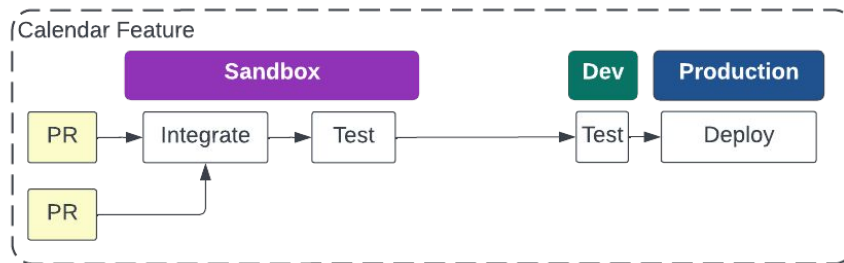 Calendar Feature
Sandbox
Dev
Production
PR
Integrate
Test
Test
Deploy
PR